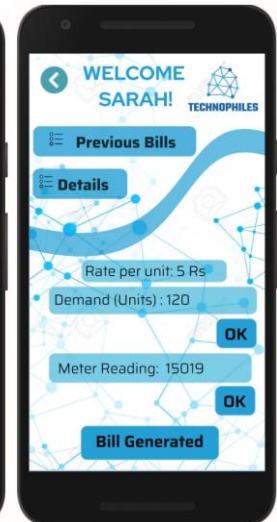 WELCOME
SARAH!
TECHNOPHILES
Previous Bills
Details
Rate per unit: 5 Rs
Demand (Units) : 120
OK
Meter Reading: 15019
OK
Bill Generated